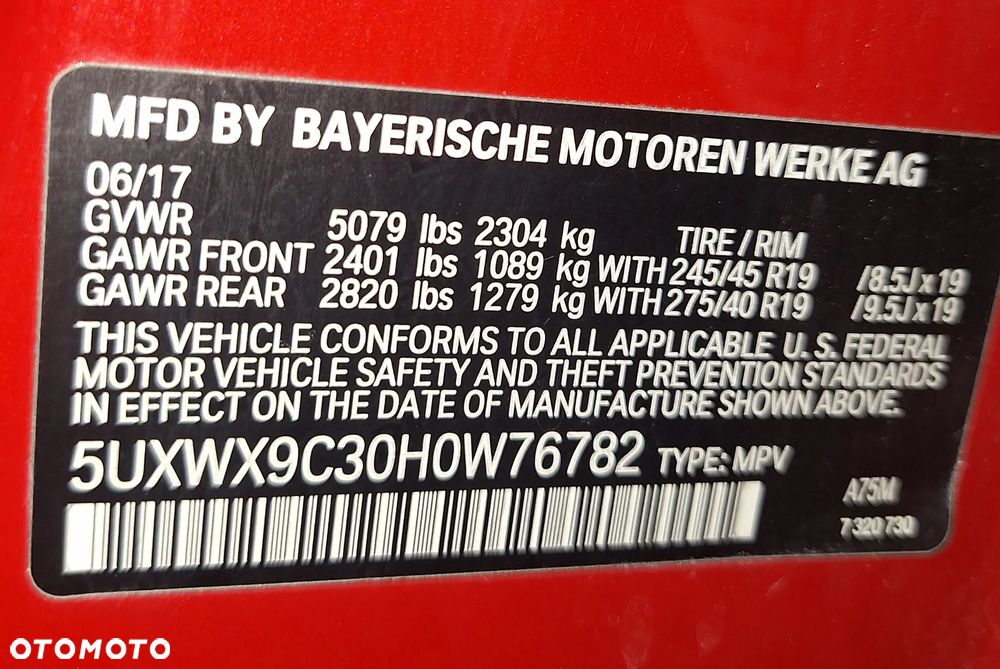 MFD BY BAYERISCHE MOTOREN WERKE AG
06/17
GVWR 5079 lbs 2304 kg TIRE / RIM
GAWR FRONT 2401 lbs 1089 kg WITH 245/45 R19 /8.5J x 19
GAWR REAR 2820 lbs 1279 kg WITH 275/40 R19 /9.5J x 19
THIS VEHICLE CONFORMS TO ALL APPLICABLE U. S. FEDERAL
MOTOR VEHICLE SAFETY AND THEFT PREVENTION STANDARDS
IN EFFECT ON THE DATE OF MANUFACTURE SHOWN ABOVE.
5UXWX9C30H0W76782 TYPE: MPV
A75M
7 320 730
OTOMOTO